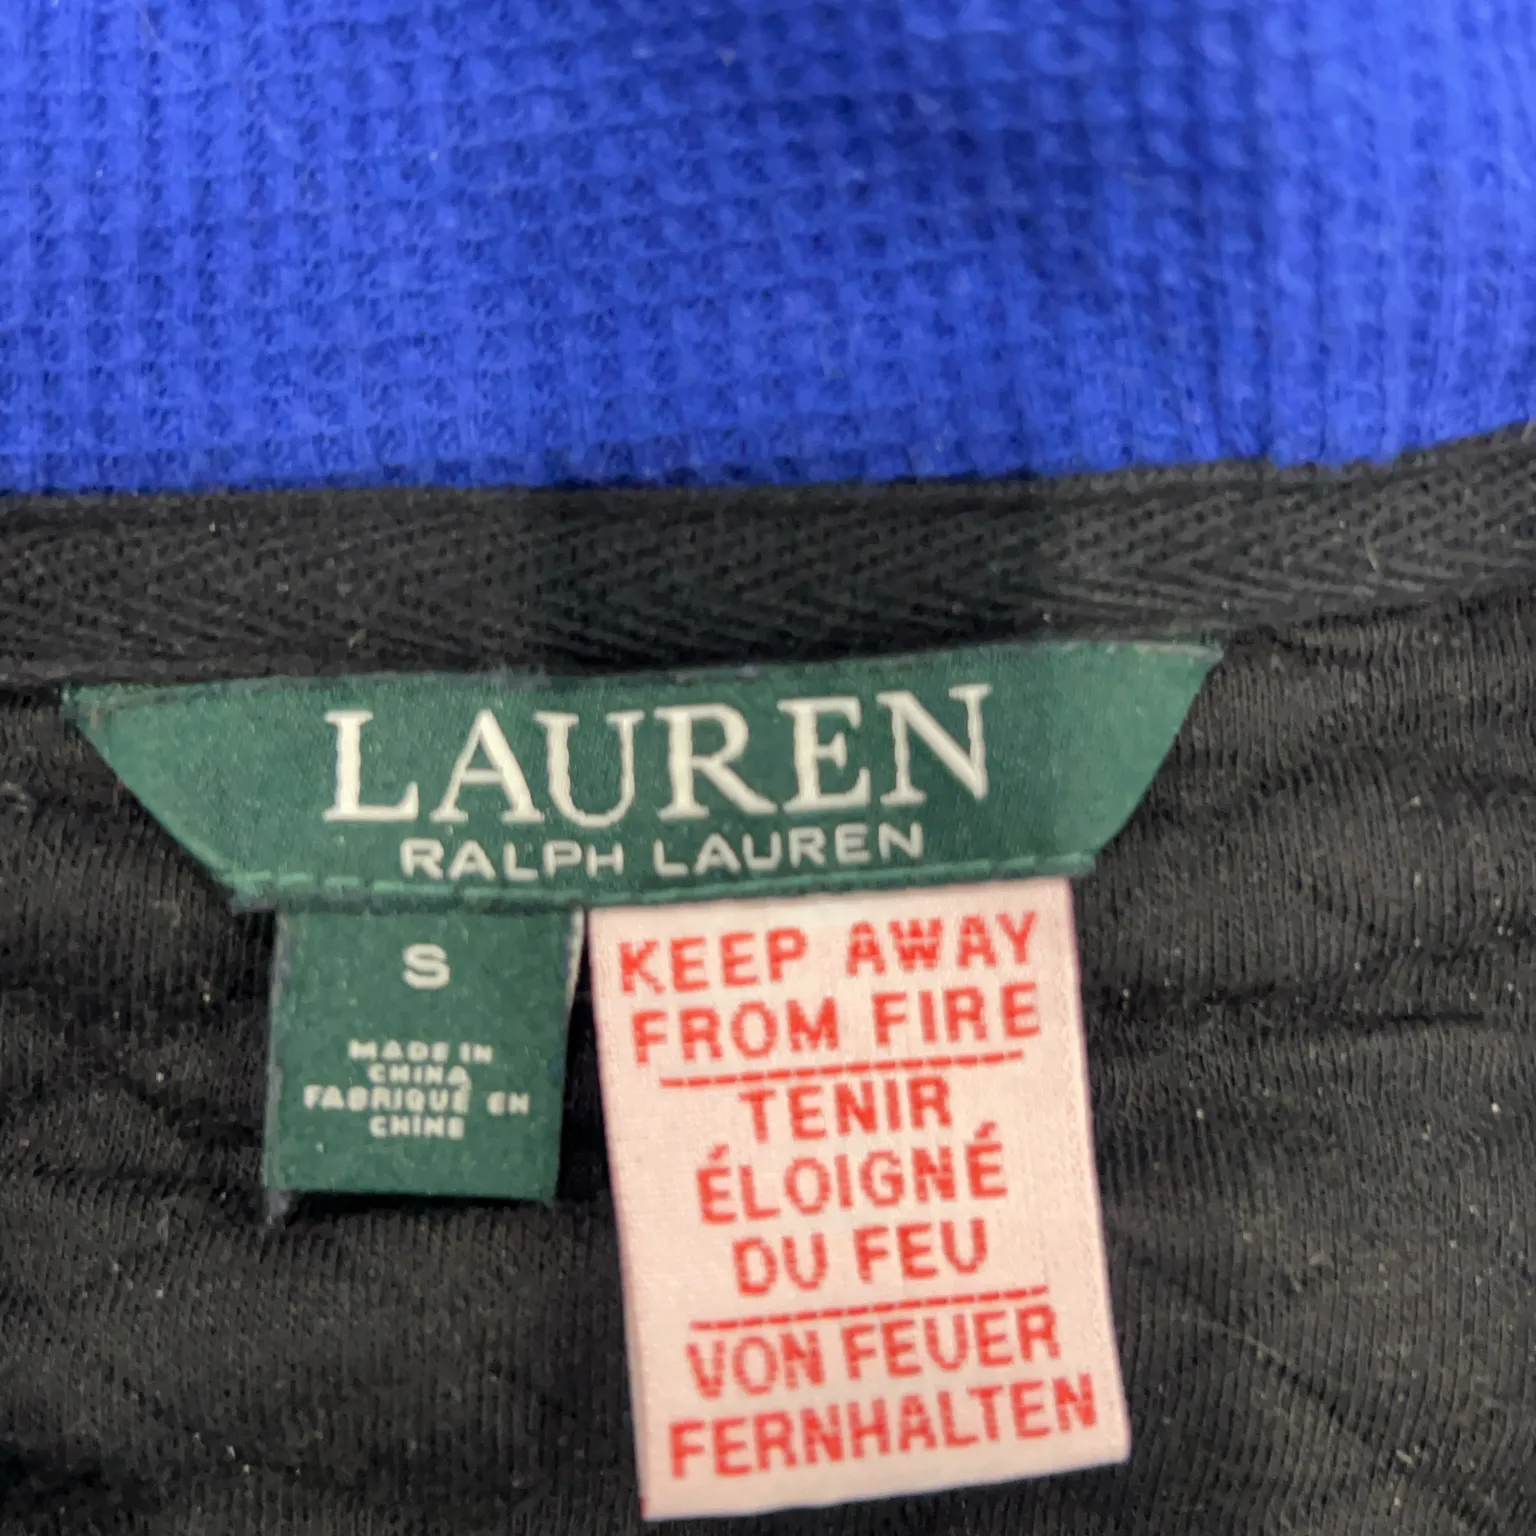 LAUREN
RALPH LAUREN
S
MADE IN
CHINA
FABRIQUÉ EN
CHINE
KEEP AWAY
FROM FIRE
TENIR
ÉLOIGNÉ
DU FEU
VON FEUER
FERNHALTEN